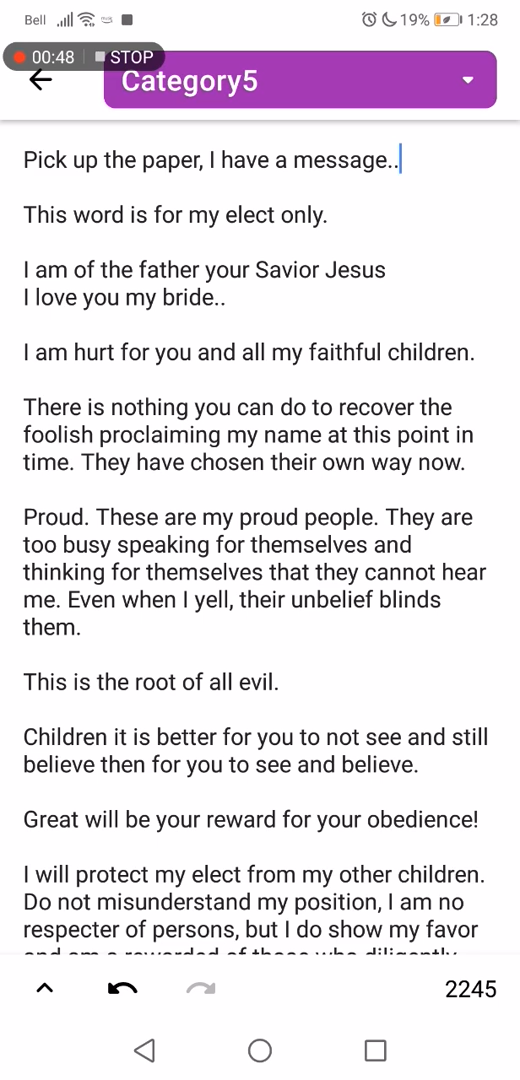 Bell 19% 1:28
00:48 STOP
Category5
Pick up the paper, I have a message..
This word is for my elect only.
I am of the father your Savior Jesus
I love you my bride..
I am hurt for you and all my faithful children.
There is nothing you can do to recover the
foolish proclaiming my name at this point in
time. They have chosen their own way now.
Proud. These are my proud people. They are
too busy speaking for themselves and
thinking for themselves that they cannot hear
me. Even when I yell, their unbelief blinds
them.
This is the root of all evil.
Children it is better for you to not see and still
believe then for you to see and believe.
Great will be your reward for your obedience!
I will protect my elect from my other children.
Do not misunderstand my position, I am no
respecter of persons, but I do show my favor
and am a rewarded of those who diligently
2245